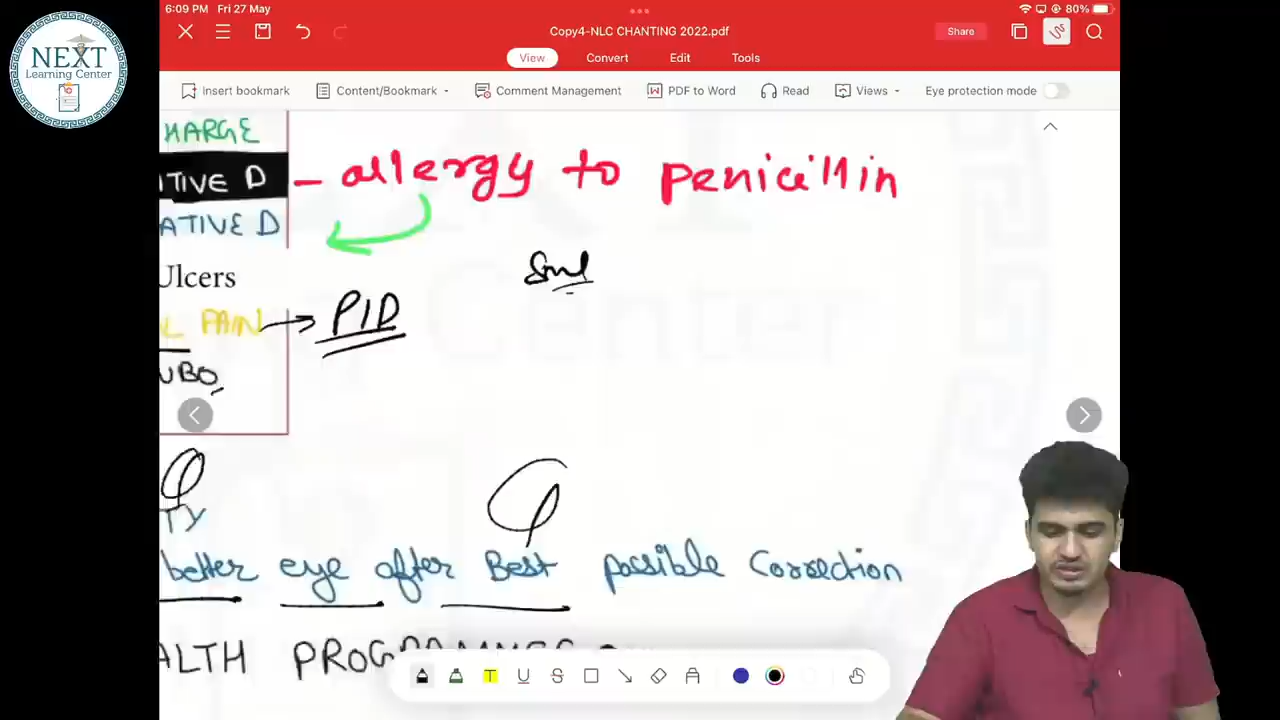 6:09 PM Fri 27 May
80%
Copy4-NLC CHANTING 2022.pdf
Share
View Convert Edit Tools
Insert bookmark Content/Bookmark Comment Management PDF to Word Read Views Eye protection mode
NEXT
Learning Center
HARGE
TIVE D – allergy to penicillin
ATIVE D
Ulcers
L PAIN → PID
UBO
TY
better eye after Best possible Correction
ALTH PROGRAMMES
Center